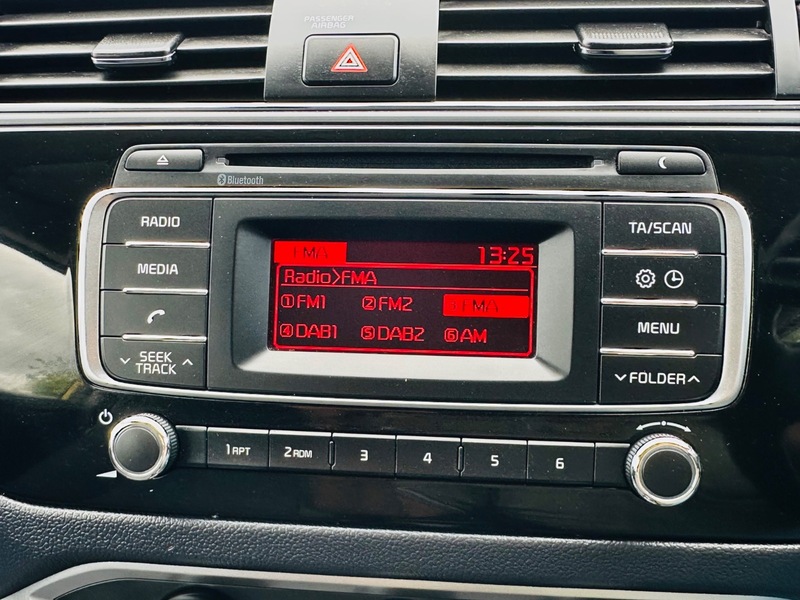 PASSENGER
AIRBAG
Bluetooth
RADIO
MEDIA
SEEK
TRACK
FMA 13:25
Radio>FMA
1 FM1 2 FM2 3 FMA
4 DAB1 5 DAB2 6 AM
TA/SCAN
MENU
FOLDER
1 RPT 2 RDM 3 4 5 6